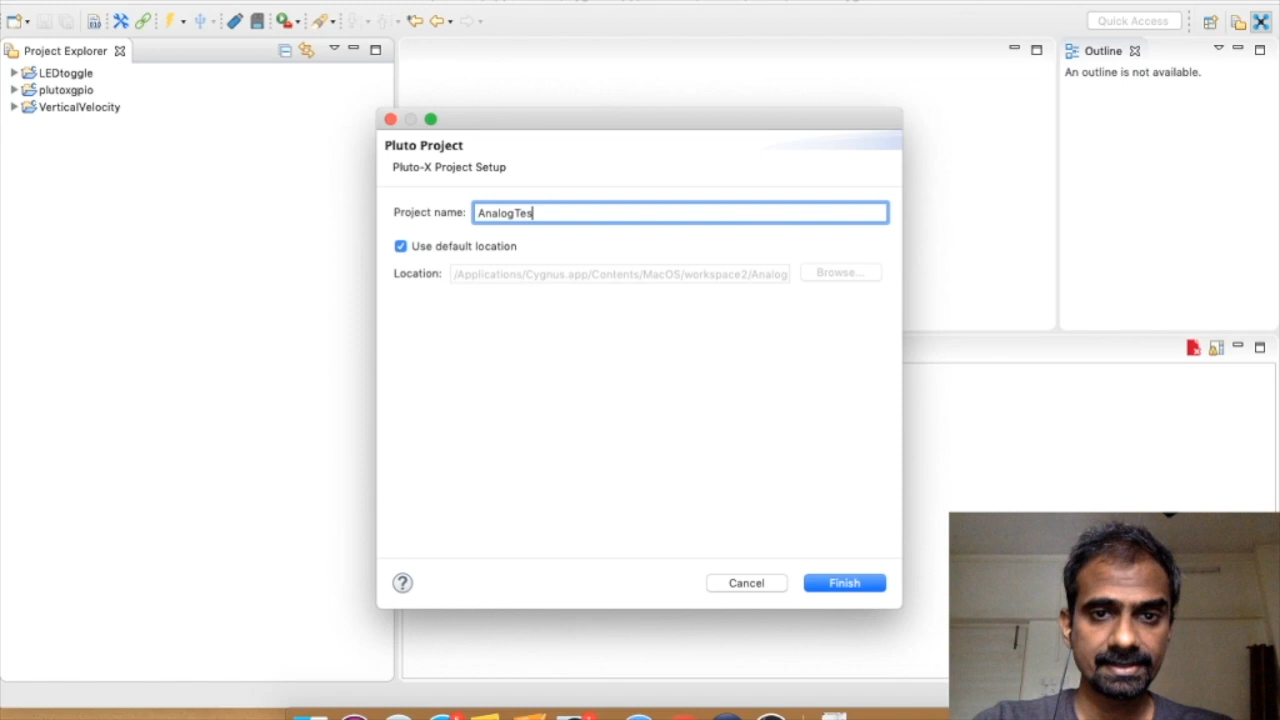 Quick Access
Project Explorer
Outline
LEDtoggle
An outline is not available.
plutoxgpio
VerticalVelocity
Pluto Project
Pluto-X Project Setup
Project name: AnalogTes
Use default location
Location: /Applications/Cygnus.app/Contents/MacOS/workspace2/Analog Browse...
? Cancel Finish